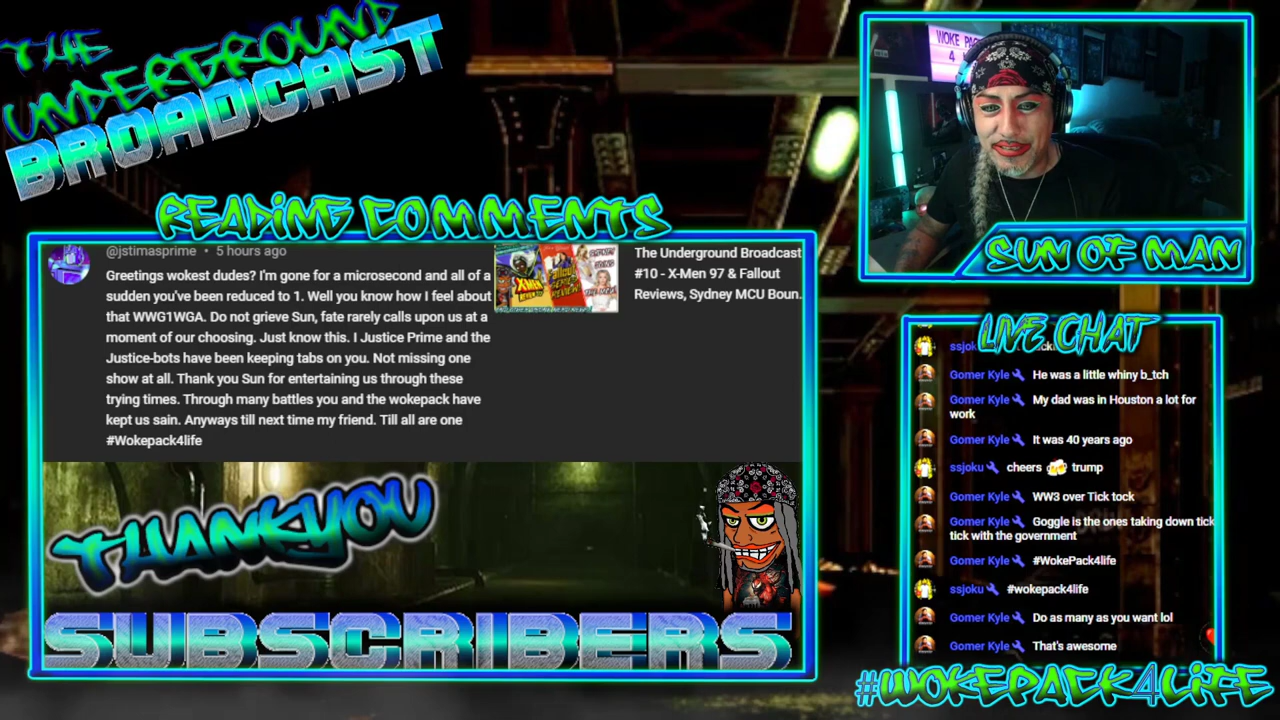 THE
UNDERGROUND
BROADCAST
READING COMMENTS
@jstimasprime • 5 hours ago
Greetings wokest dudes? I'm gone for a microsecond and all of a
sudden you've been reduced to 1. Well you know how I feel about
that WWG1WGA. Do not grieve Sun, fate rarely calls upon us at a
moment of our choosing. Just know this. I Justice Prime and the
Justice-bots have been keeping tabs on you. Not missing one
show at all. Thank you Sun for entertaining us through these
trying times. Through many battles you and the wokepack have
kept us sain. Anyways till next time my friend. Till all are one
#Wokepack4life
The Underground Broadcast
#10 - X-Men 97 & Fallout
Reviews, Sydney MCU Boun.
THANKYOU
SUBSCRIBERS
WOKE PAC
4
SUN OF MAN
LIVE CHAT
ssjok
Gomer Kyle He was a little whiny b_tch
Gomer Kyle My dad was in Houston a lot for
work
Gomer Kyle It was 40 years ago
ssjoku cheers 🍻 trump
Gomer Kyle WW3 over Tick tock
Gomer Kyle Goggle is the ones taking down tick
tick with the government
Gomer Kyle #WokePack4life
ssjoku #wokepack4life
Gomer Kyle Do as many as you want lol
Gomer Kyle That's awesome
#WOKEPACK4LIFE